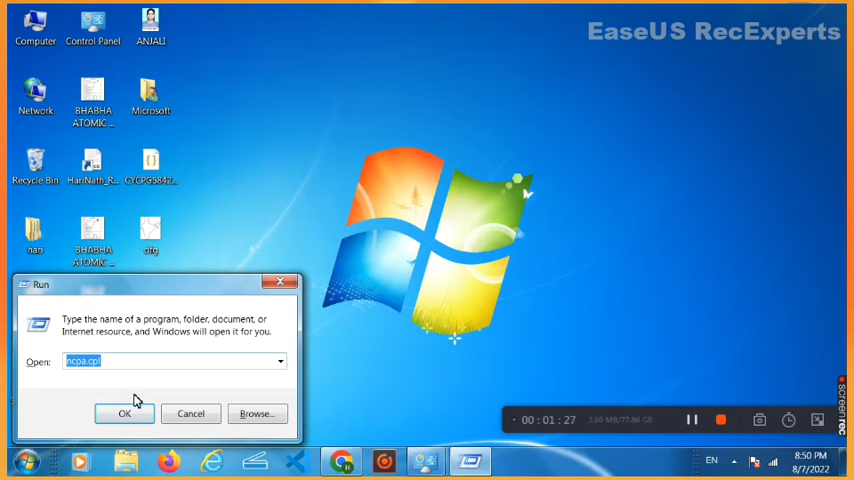 EaseUS RecExperts
Computer
Control Panel
ANJALI
Network
BHABHA
ATOMIC ...
Microsoft
Recycle Bin
HariNath_R...
CYCPG5842...
hari
BHABHA
ATOMIC ...
Run
Type the name of a program, folder, document, or
Internet resource, and Windows will open it for you.
Open:
ncpa.cpl
OK
Cancel
Browse...
00 : 01 : 27
2.60 MB/77.86 GB
screenrec
EN
8:50 PM
8/7/2022